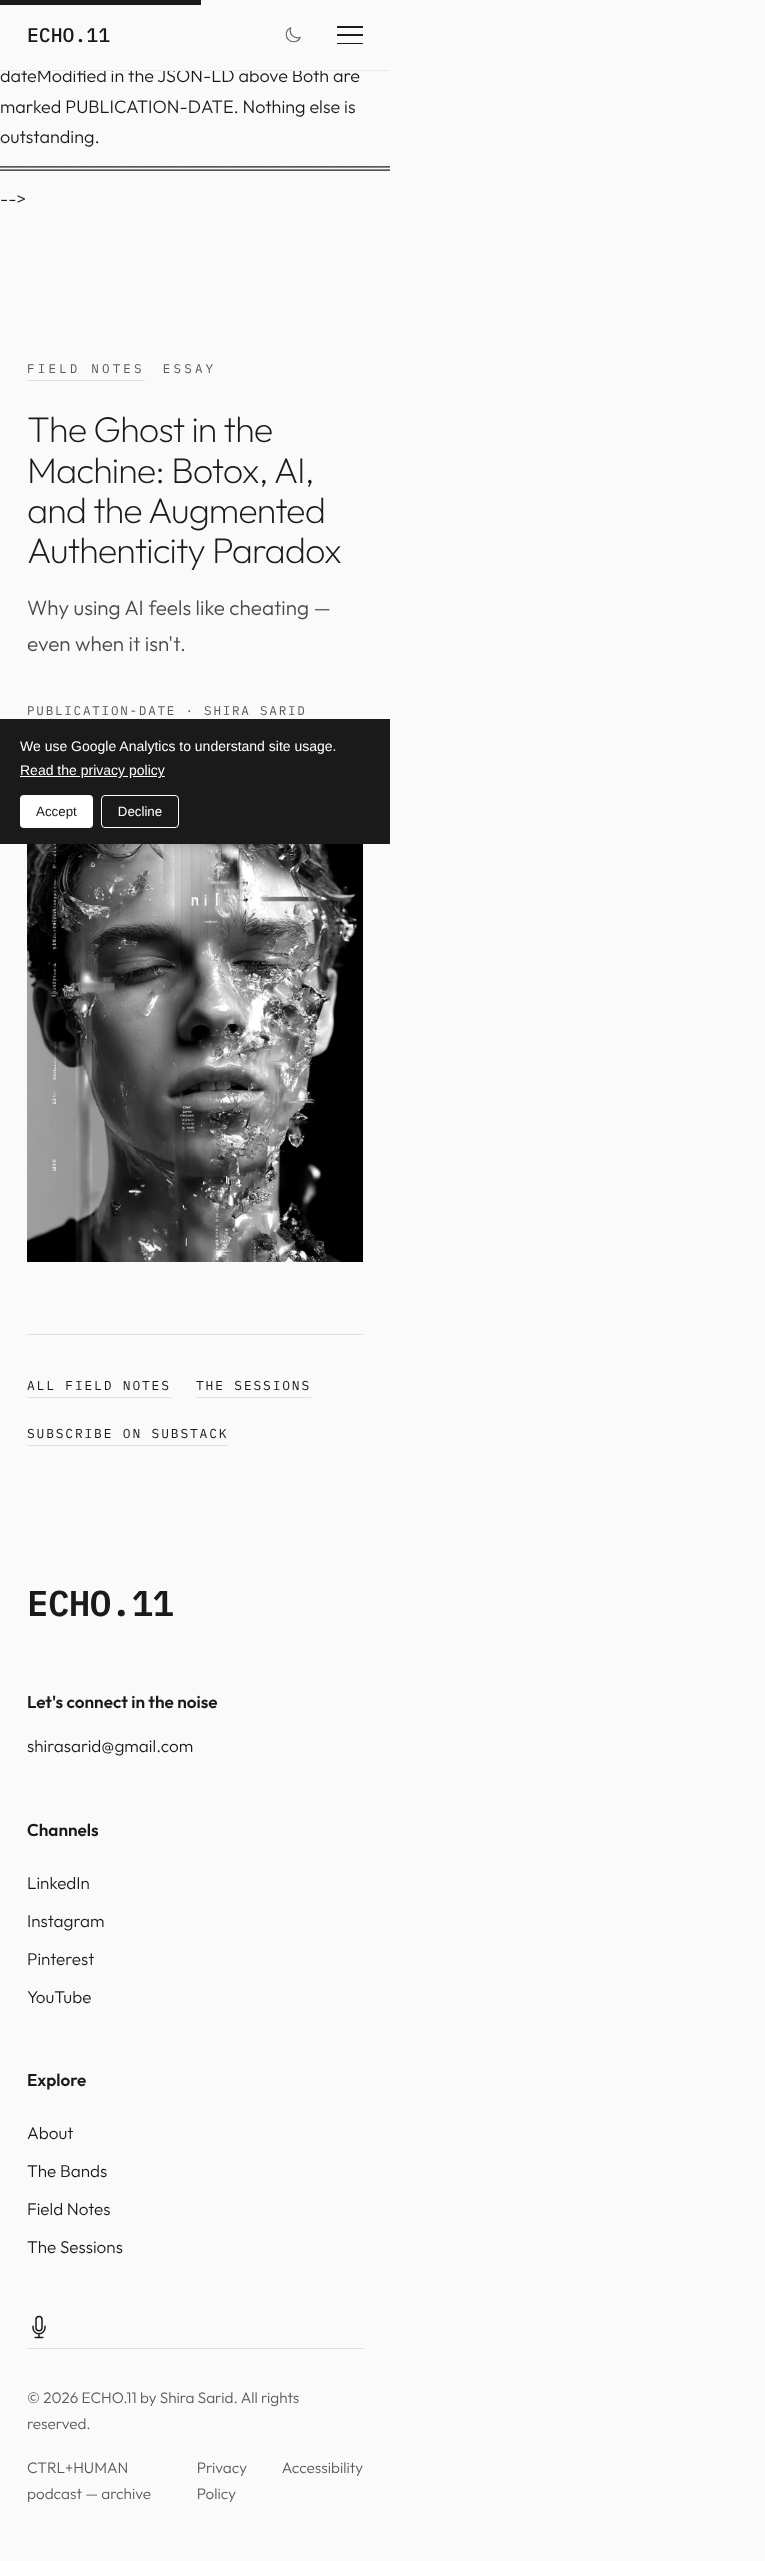 ECHO.11
dateModified in the JSON-LD above Both are
marked PUBLICATION-DATE. Nothing else is
outstanding.
-->
FIELD NOTES ESSAY
The Ghost in the
Machine: Botox, AI,
and the Augmented
Authenticity Paradox
Why using AI feels like cheating —
even when it isn't.
PUBLICATION-DATE · SHIRA SARID
We use Google Analytics to understand site usage.
Read the privacy policy
Accept Decline
nil
ALL FIELD NOTES THE SESSIONS
SUBSCRIBE ON SUBSTACK
ECHO.11
Let's connect in the noise
shirasarid@gmail.com
Channels
LinkedIn
Instagram
Pinterest
YouTube
Explore
About
The Bands
Field Notes
The Sessions
© 2026 ECHO.11 by Shira Sarid. All rights
reserved.
CTRL+HUMAN Privacy Accessibility
podcast — archive Policy